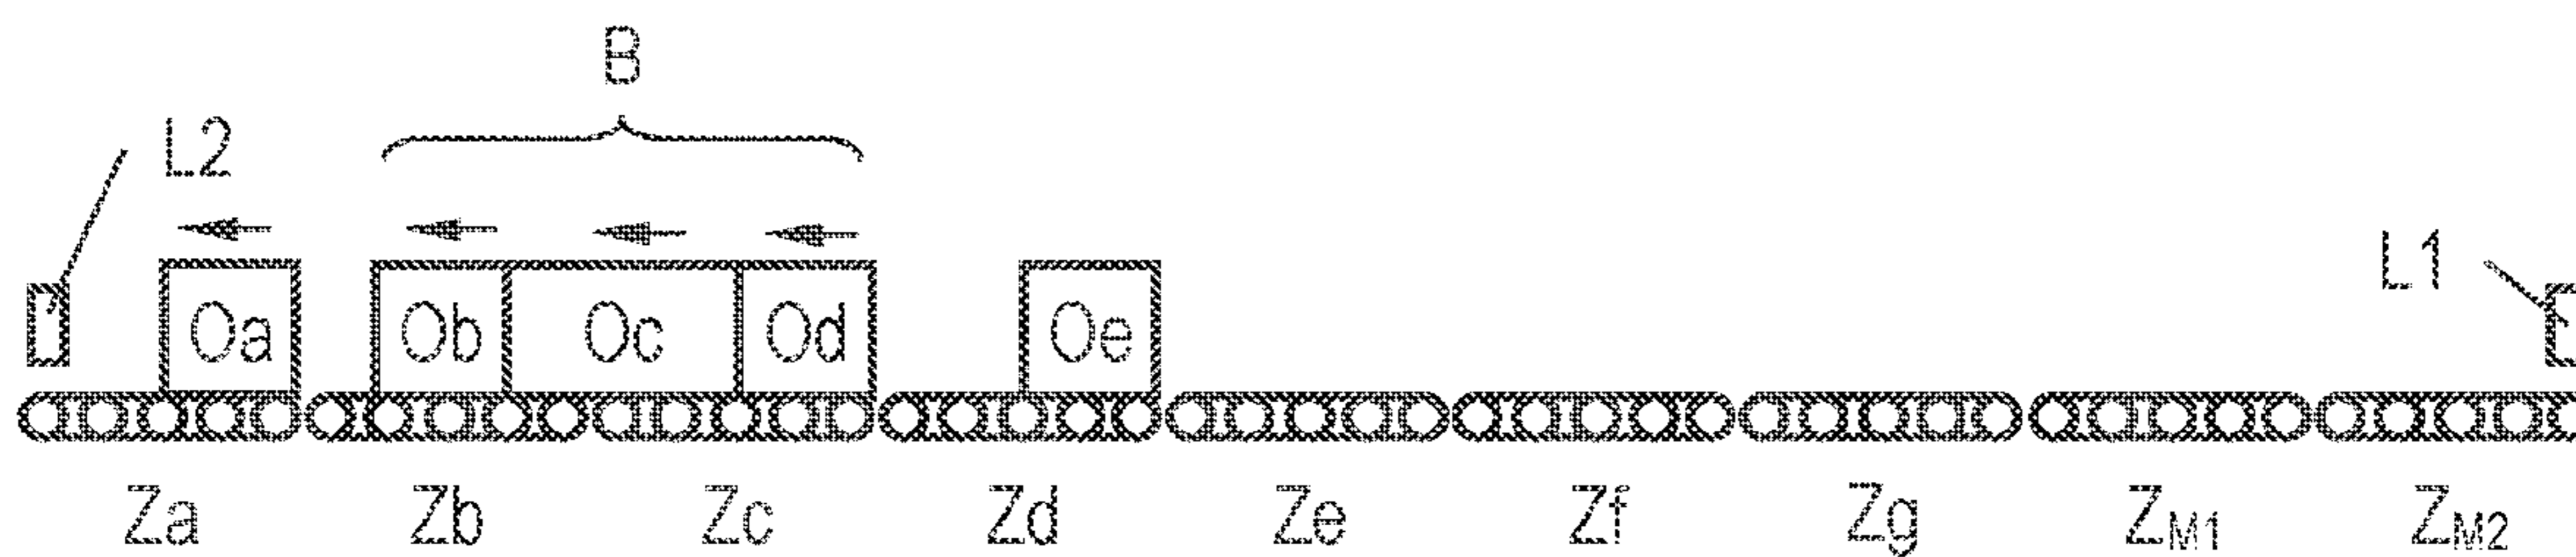 B
L2
L1
Oa Ob Oc Od Oe
Za Zb Zc Zd Ze Zf Zg ZM1 ZM2